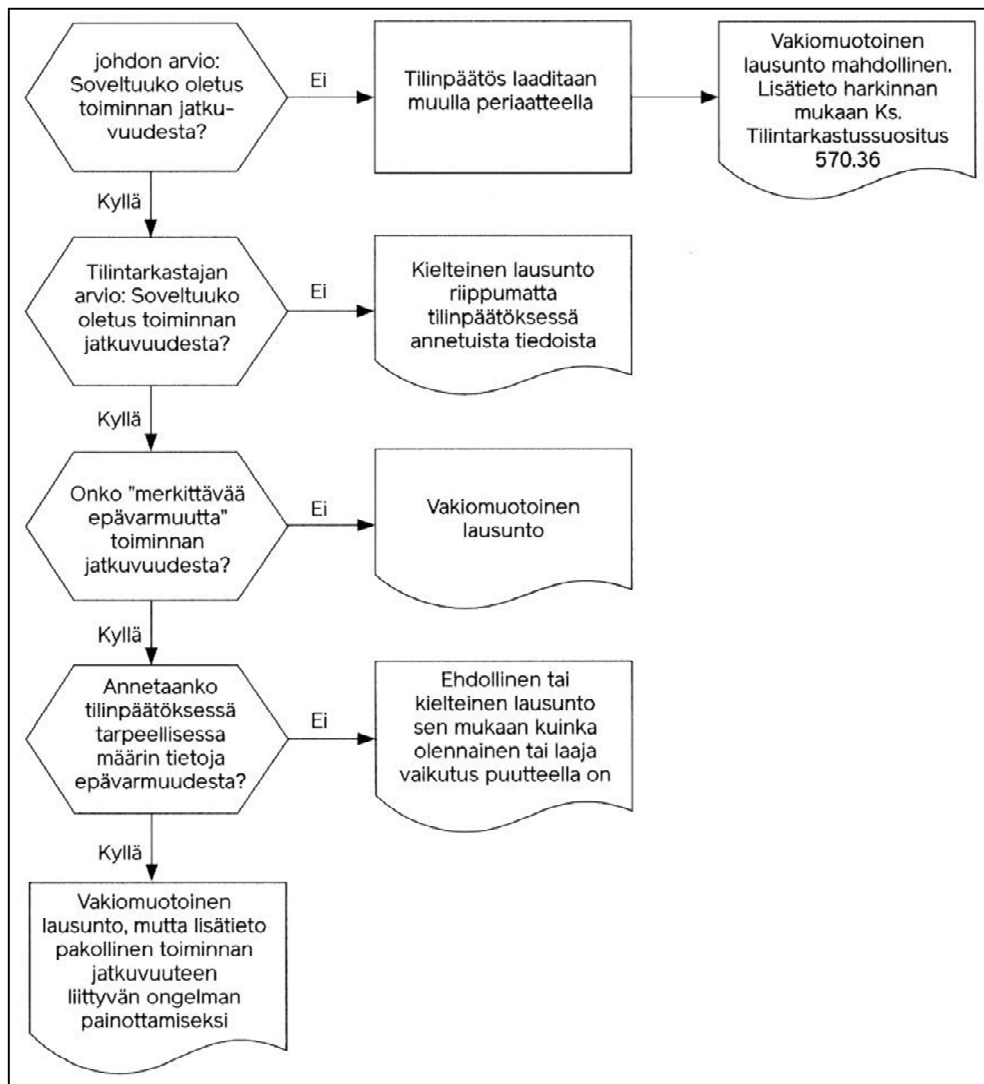 johdon arvio:
Soveltuuko oletus
toiminnan jatku-
vuudesta?
Ei
Tilinpäätös laaditaan
muulla periaatteella
Vakiomuotoinen
lausunto mahdollinen.
Lisätieto harkinnan
mukaan Ks.
Tilintarkastussuositus
570.36
Kyllä
Tilintarkastajan
arvio: Soveltuuko
oletus toiminnan
jatkuvuudesta?
Ei
Kielteinen lausunto
riippumatta
tilinpäätöksessä
annetuista tiedoista
Kyllä
Onko "merkittävää
epävarmuutta"
toiminnan
jatkuvuudesta?
Ei
Vakiomuotoinen
lausunto
Kyllä
Annetaanko
tilinpäätöksessä
tarpeellisessa
määrin tietoja
epävarmuudesta?
Ei
Ehdollinen tai
kielteinen lausunto
sen mukaan kuinka
olennainen tai laaja
vaikutus puutteella on
Kyllä
Vakiomuotoinen
lausunto, mutta lisätieto
pakollinen toiminnan
jatkuvuuteen
liittyvän ongelman
painottamiseksi